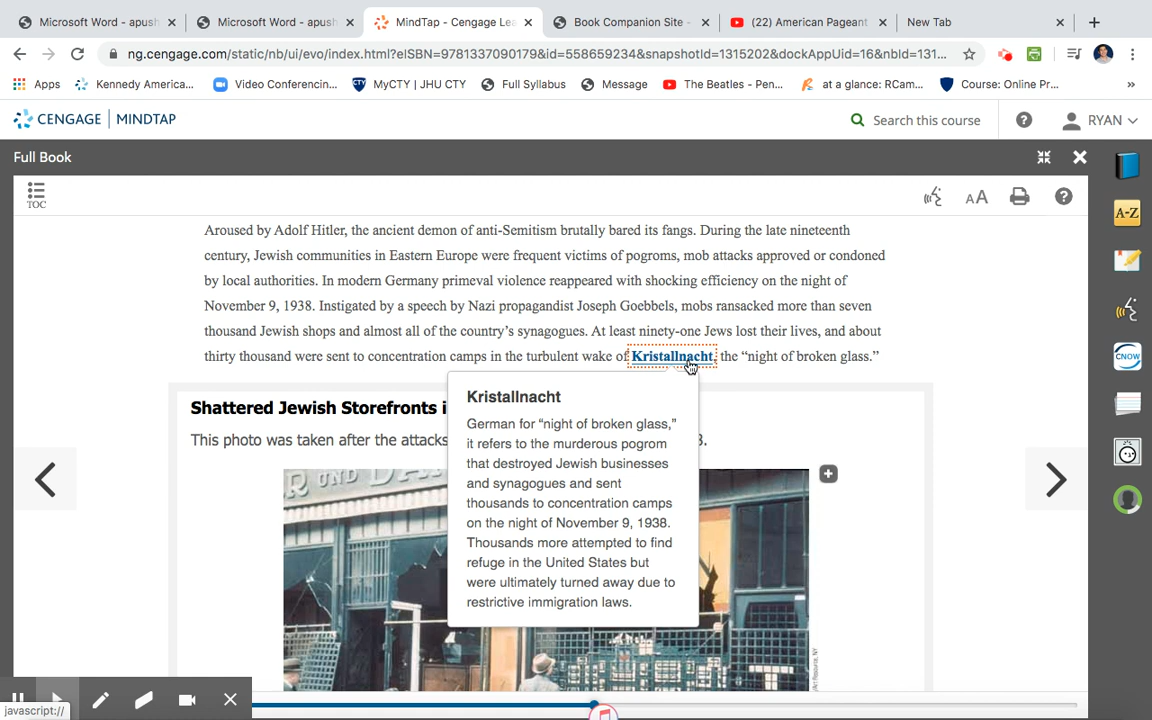 Microsoft Word - apush
Microsoft Word - apush
MindTap - Cengage Lea
Book Companion Site -
(22) American Pageant
New Tab
ng.cengage.com/static/nb/ui/evo/index.html?eISBN=9781337090179&id=558659234&snapshotId=1315202&dockAppUid=16&nbId=131...
Apps
Kennedy America...
Video Conferencin...
MyCTY | JHU CTY
Full Syllabus
Message
The Beatles - Pen...
at a glance: RCam...
Course: Online Pr...
»
CENGAGE | MINDTAP
Search this course
RYAN
Full Book
TOC
AA
A-Z
CNOW
Aroused by Adolf Hitler, the ancient demon of anti-Semitism brutally bared its fangs. During the late nineteenth
century, Jewish communities in Eastern Europe were frequent victims of pogroms, mob attacks approved or condoned
by local authorities. In modern Germany primeval violence reappeared with shocking efficiency on the night of
November 9, 1938. Instigated by a speech by Nazi propagandist Joseph Goebbels, mobs ransacked more than seven
thousand Jewish shops and almost all of the country's synagogues. At least ninety-one Jews lost their lives, and about
thirty thousand were sent to concentration camps in the turbulent wake of Kristallnacht, the “night of broken glass.”
Shattered Jewish Storefronts i
This photo was taken after the attacks
Kristallnacht
German for “night of broken glass,”
it refers to the murderous pogrom
that destroyed Jewish businesses
and synagogues and sent
thousands to concentration camps
on the night of November 9, 1938.
Thousands more attempted to find
refuge in the United States but
were ultimately turned away due to
restrictive immigration laws.
R UND
javascript://